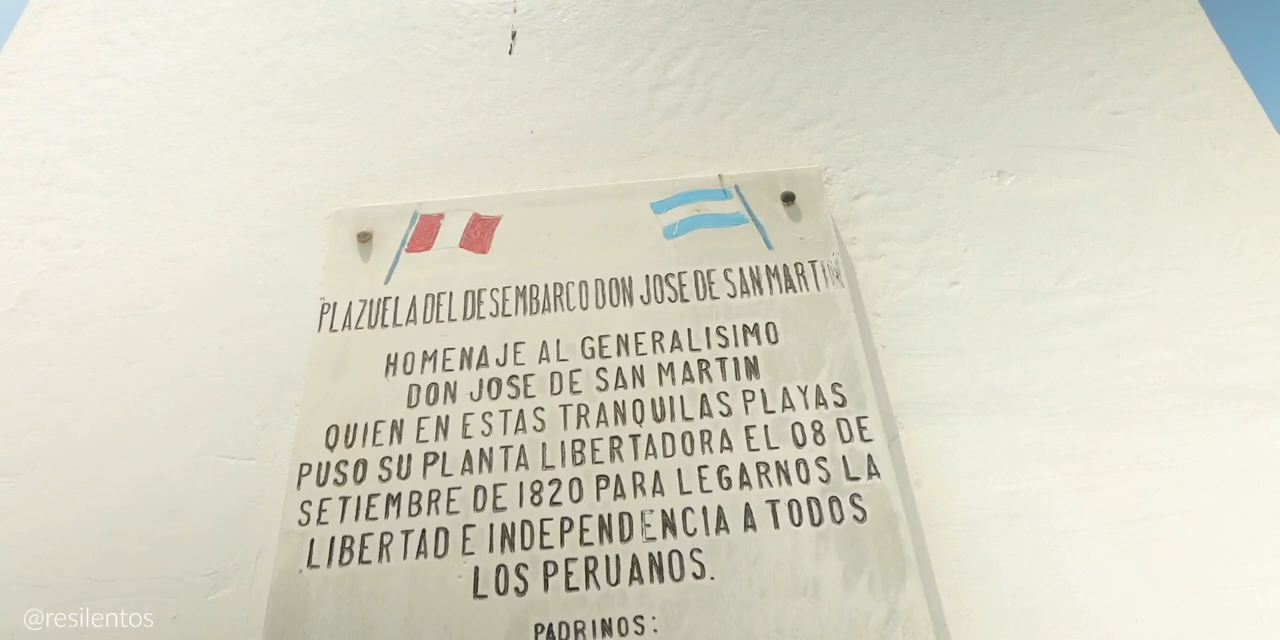 "PLAZUELA DEL DESEMBARCO DON JOSE DE SAN MARTIN"
HOMENAJE AL GENERALISIMO
DON JOSE DE SAN MARTIN
QUIEN EN ESTAS TRANQUILAS PLAYAS
PUSO SU PLANTA LIBERTADORA EL 08 DE
SETIEMBRE DE 1820 PARA LEGARNOS LA
LIBERTAD E INDEPENDENCIA A TODOS
LOS PERUANOS.
PADRINOS:
@resilentos